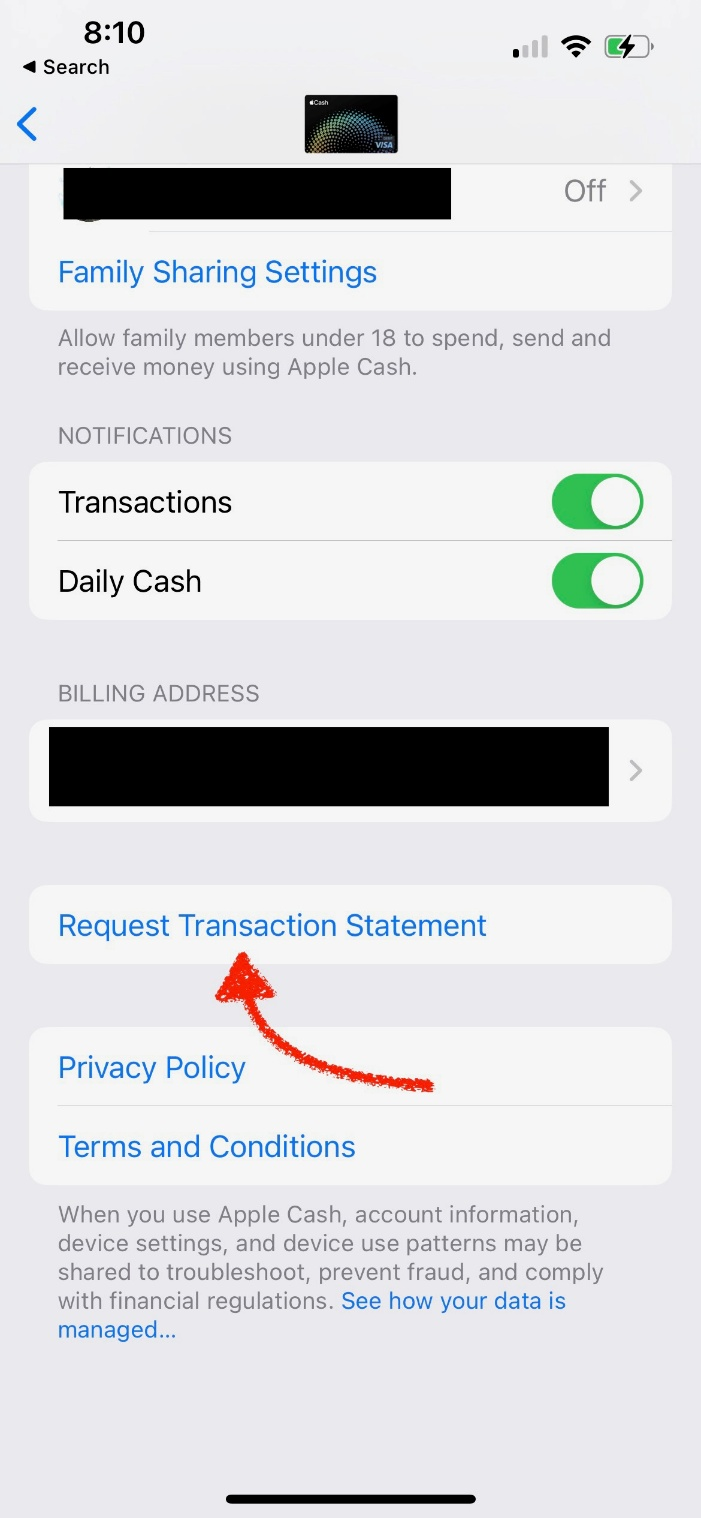 8:10
◀ Search
Cash
VISA
Off
Family Sharing Settings
Allow family members under 18 to spend, send and
receive money using Apple Cash.
NOTIFICATIONS
Transactions
Daily Cash
BILLING ADDRESS
Request Transaction Statement
Privacy Policy
Terms and Conditions
When you use Apple Cash, account information,
device settings, and device use patterns may be
shared to troubleshoot, prevent fraud, and comply
with financial regulations. See how your data is
managed...